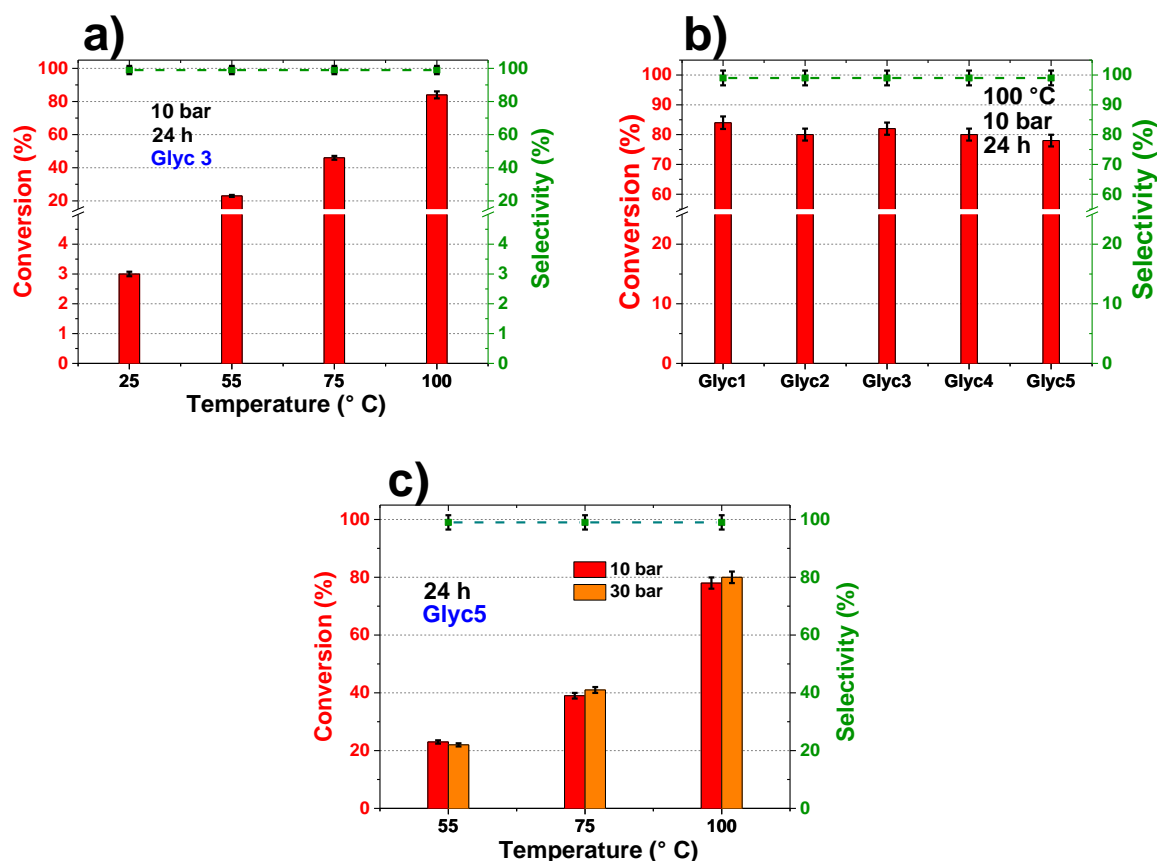 a)
100
80
60
40
20
4
3
2
1
0
Conversion (%)
10 bar
24 h
Glyc 3
100
80
60
40
20
4
3
2
1
0
Selectivity (%)
25 55 75 100
Temperature (° C)
b)
100
90
80
70
60
20
10
0
Conversion (%)
100 °C
10 bar
24 h
100
90
80
70
60
20
10
0
Selectivity (%)
Glyc1 Glyc2 Glyc3 Glyc4 Glyc5
c)
100
80
60
40
20
0
Conversion (%)
24 h
Glyc5
10 bar
30 bar
100
80
60
40
20
0
Selectivity (%)
55 75 100
Temperature (° C)